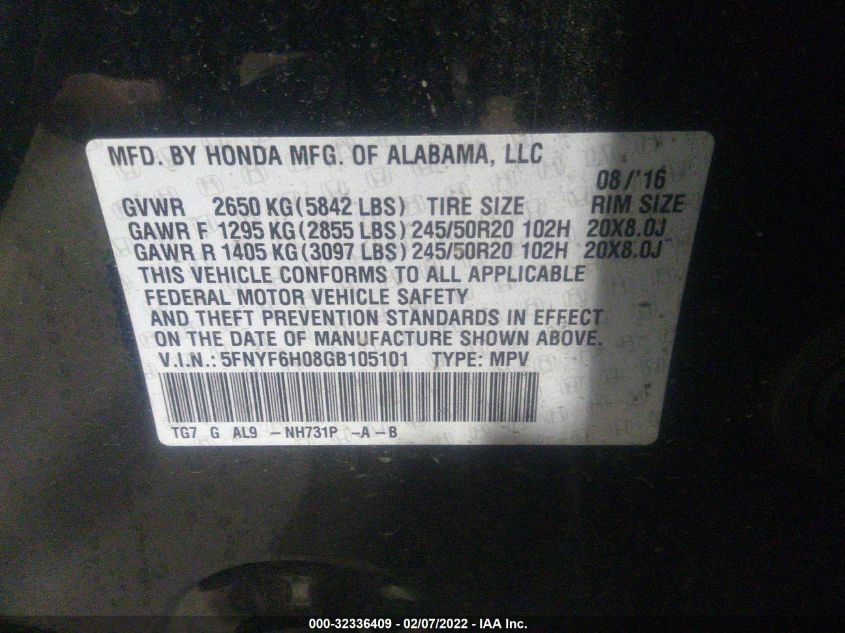 MFD. BY HONDA MFG. OF ALABAMA, LLC
08/'16
GVWR 2650 KG(5842 LBS) TIRE SIZE RIM SIZE
GAWR F 1295 KG(2855 LBS)245/50R20 102H 20X8.0J
GAWR R 1405 KG(3097 LBS)245/50R20 102H 20X8.0J
THIS VEHICLE CONFORMS TO ALL APPLICABLE
FEDERAL MOTOR VEHICLE SAFETY
AND THEFT PREVENTION STANDARDS IN EFFECT
ON THE DATE OF MANUFACTURE SHOWN ABOVE.
V.I.N.: 5FNYF6H08GB105101 TYPE: MPV
TG7 G AL9 -NH731P -A-B
000-32336409 - 02/07/2022 - IAA Inc.